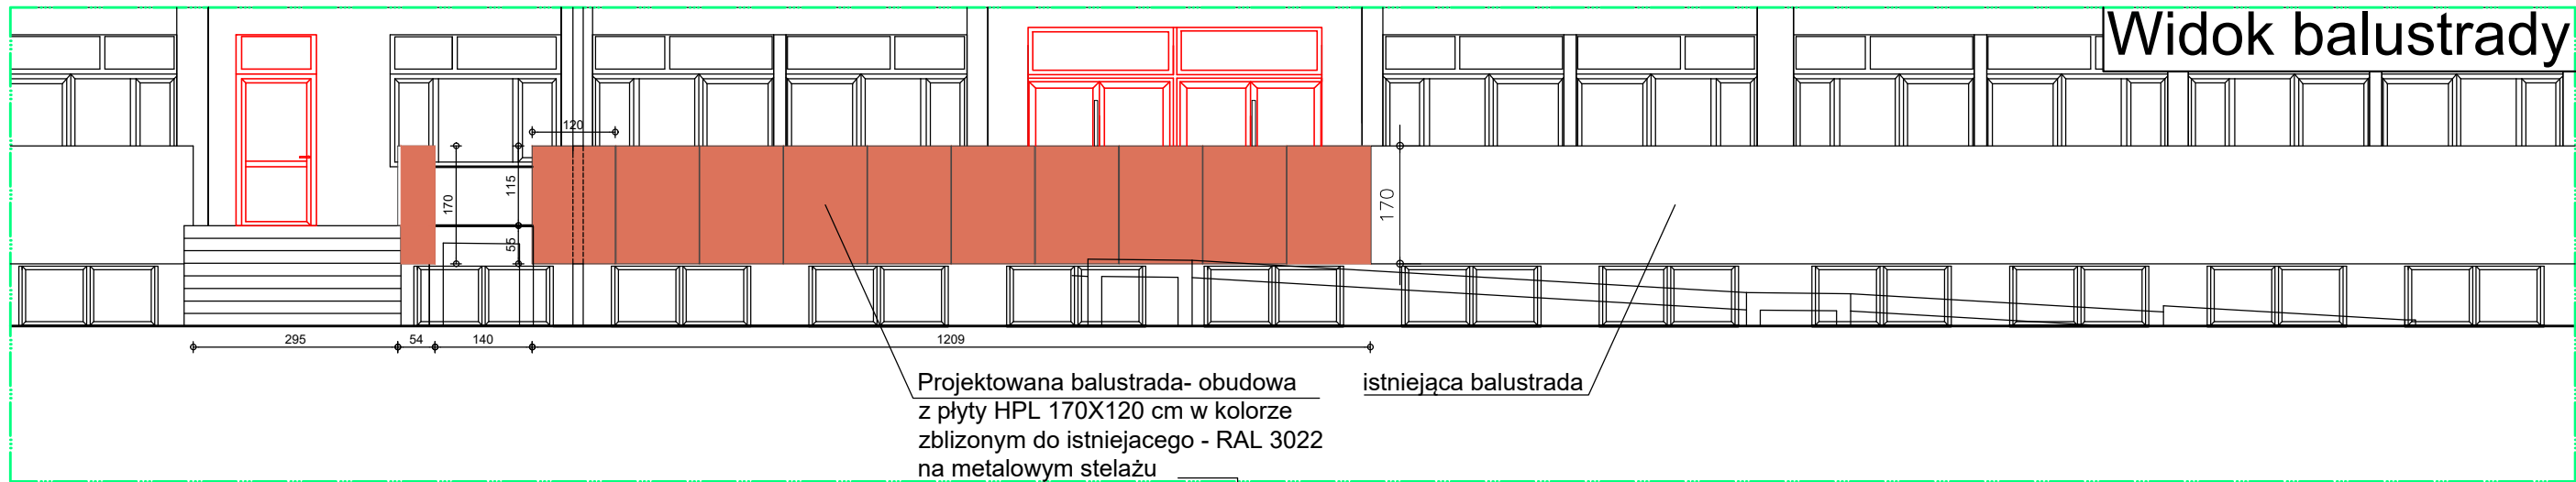 Widok balustrady
120
170
115
55
170
295
54
140
1209
Projektowana balustrada- obudowa
z płyty HPL 170X120 cm w kolorze
zblizonym do istniejacego - RAL 3022
na metalowym stelażu
istniejąca balustrada